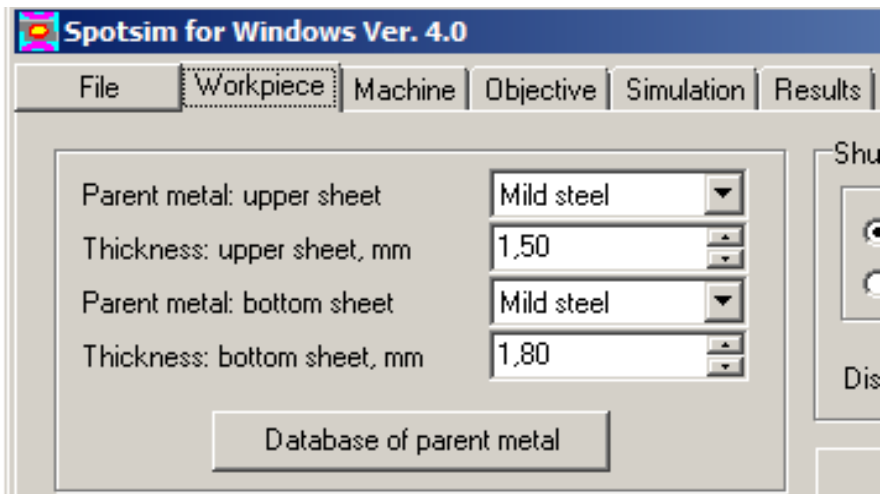 Spotsim for Windows Ver. 4.0
File Workpiece Machine Objective Simulation Results
Parent metal: upper sheet Mild steel
Thickness: upper sheet, mm 1,50
Parent metal: bottom sheet Mild steel
Thickness: bottom sheet, mm 1,80
Database of parent metal
Shu
Dis